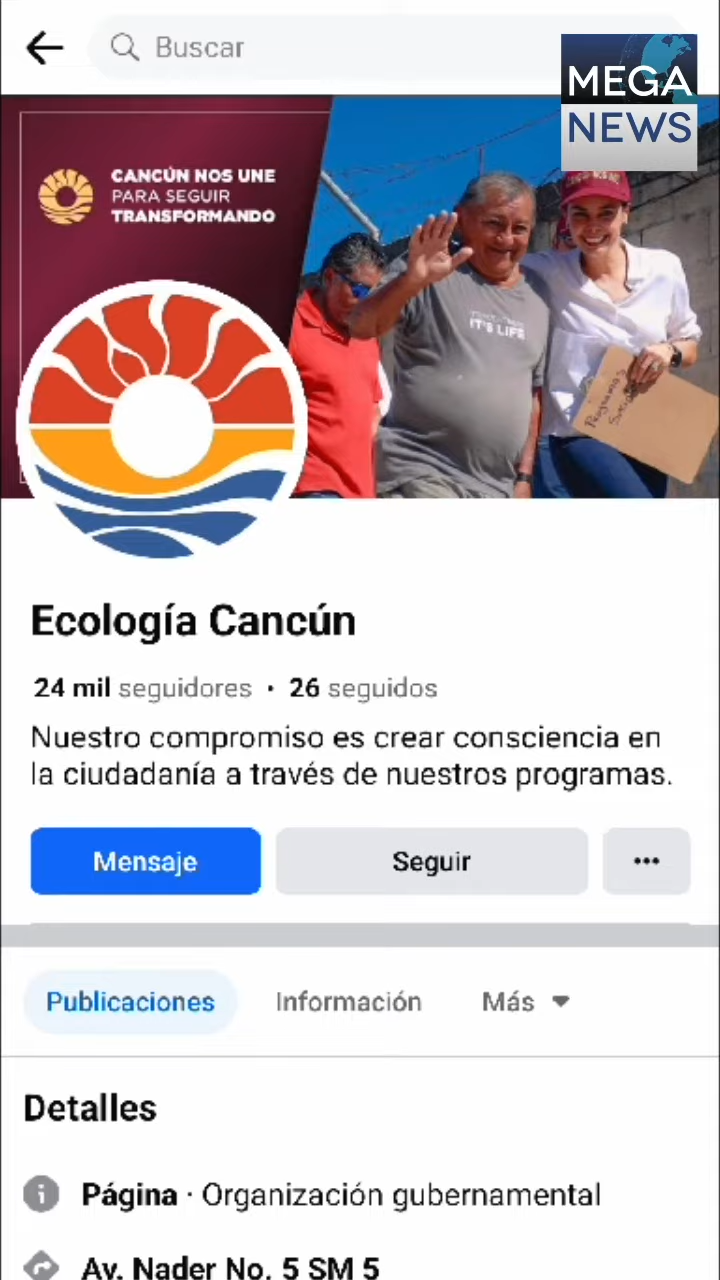 Buscar
MEGA
NEWS
CANCÚN NOS UNE
PARA SEGUIR
TRANSFORMANDO
IT'S LIFE
Ecología Cancún
24 mil seguidores · 26 seguidos
Nuestro compromiso es crear consciencia en
la ciudadanía a través de nuestros programas.
Mensaje
Seguir
Publicaciones
Información
Más
Detalles
Página · Organización gubernamental
Av. Nader No. 5 SM 5